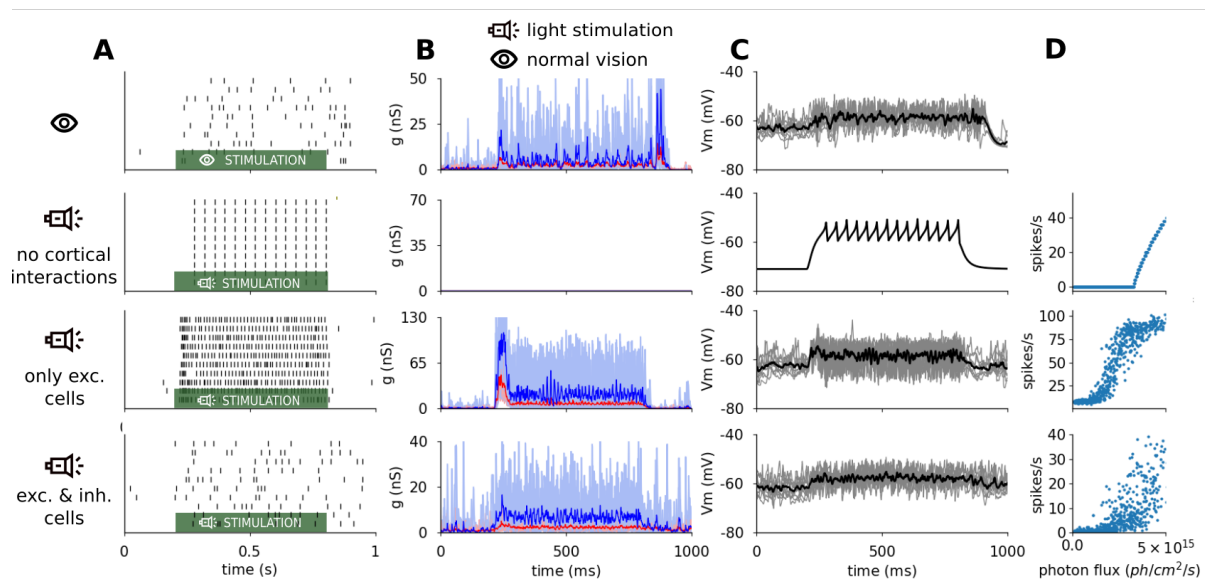 light stimulation
normal vision
A
B
C
D
STIMULATION
g (nS)
50
25
0
Vm (mV)
-40
-60
-80
no cortical
interactions
STIMULATION
g (nS)
70
35
0
Vm (mV)
-40
-60
-80
spikes/s
40
20
0
only exc.
cells
STIMULATION
g (nS)
130
65
0
Vm (mV)
-40
-60
-80
spikes/s
100
75
50
25
exc. & inh.
cells
STIMULATION
0
0.5
1
time (s)
g (nS)
40
20
0
0
500
1000
time (ms)
Vm (mV)
-40
-60
-80
0
500
1000
time (ms)
spikes/s
40
30
20
10
0
0.0
5 × 10¹⁵
photon flux (ph/cm²/s)